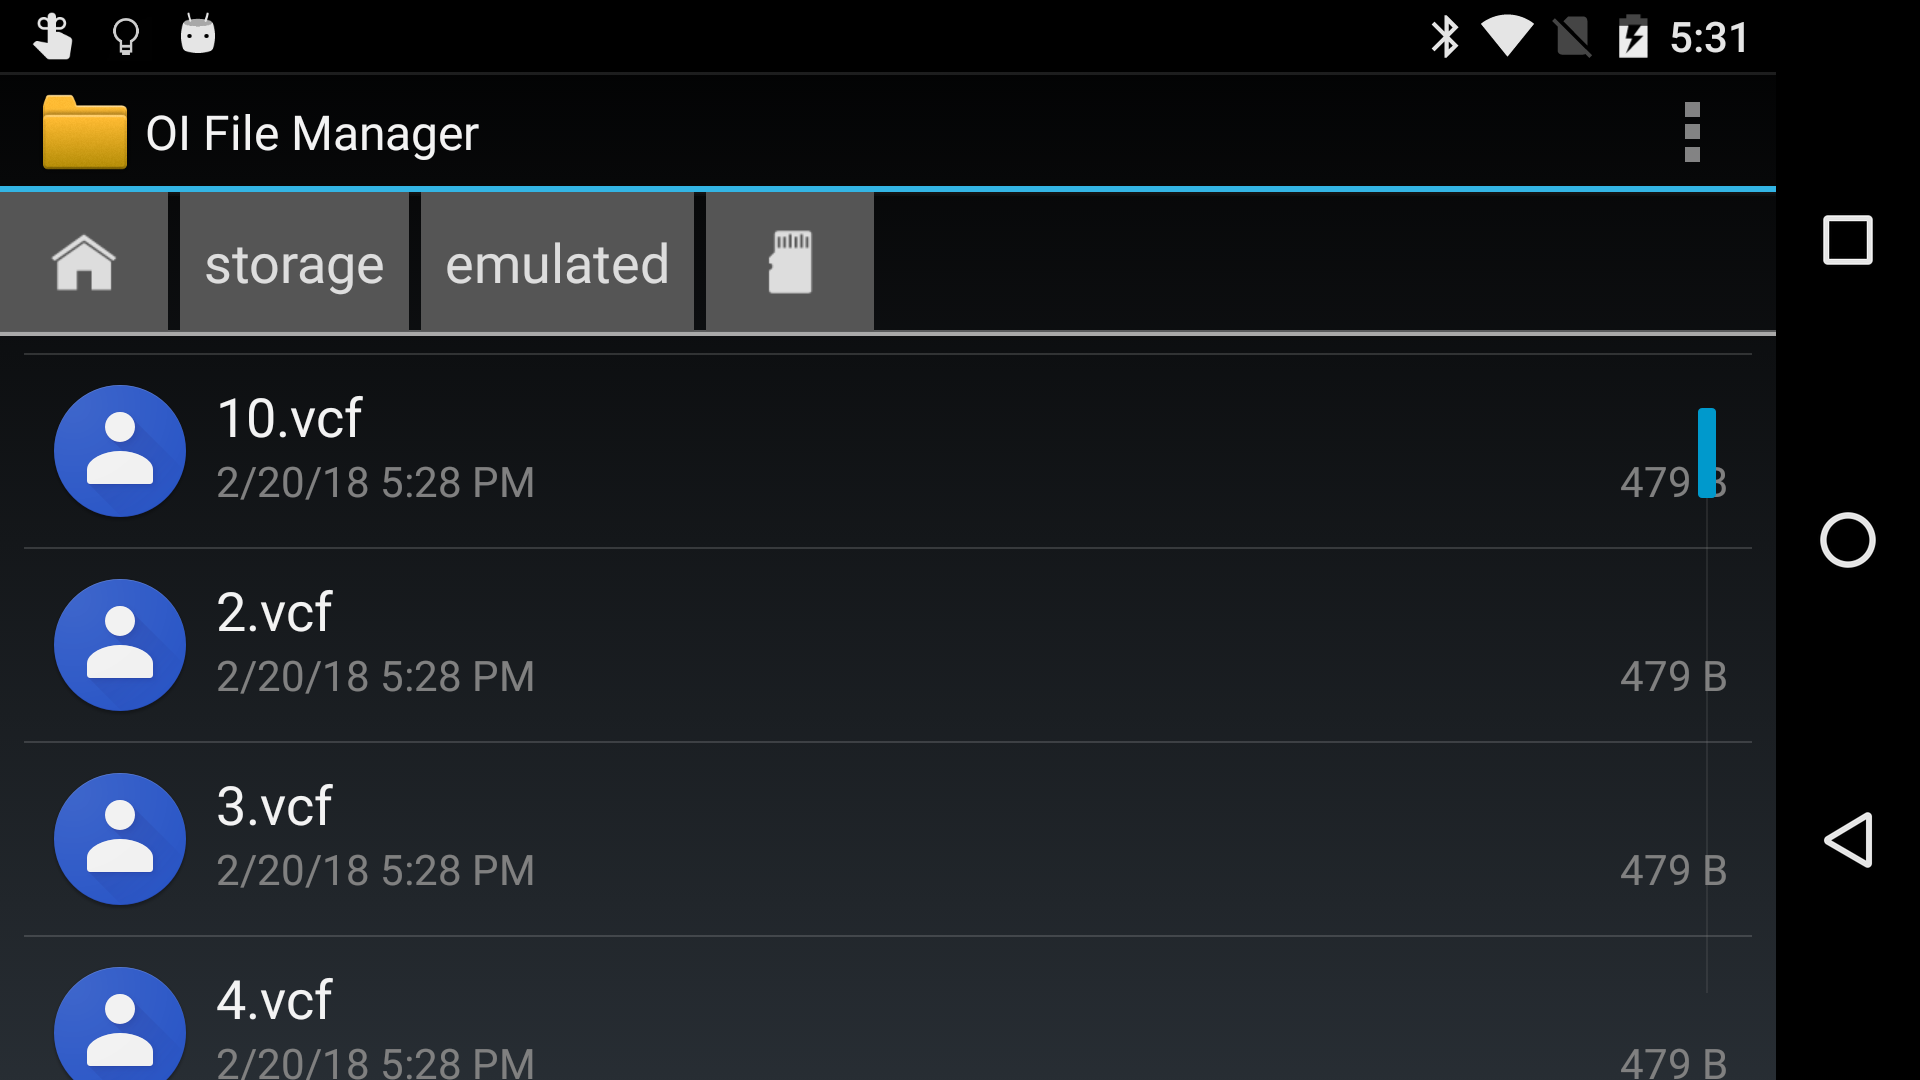 5:31
OI File Manager
storage
emulated
10.vcf
2/20/18 5:28 PM
479 B
2.vcf
2/20/18 5:28 PM
479 B
3.vcf
2/20/18 5:28 PM
479 B
4.vcf
2/20/18 5:28 PM
479 B